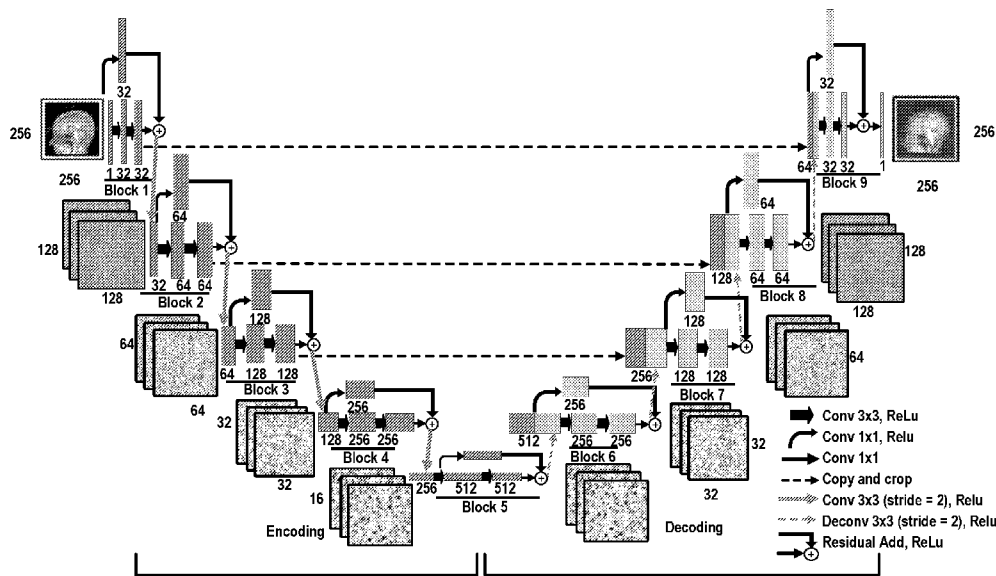 32
32
256
256
256
1 32 32
Block 1
64 32 32
Block 9
1
256
256
64
64
128
128
32 64 64
Block 2
128
64 64
Block 8
128
128
128
128
64
64
64 128 128
Block 3
256
128 128
Block 7
64
64
256
256
32
32
128 256 256
Block 4
512
256 256
Block 6
32
32
16
256 512 512
Block 5
Encoding
Decoding
Conv 3x3, ReLu
Conv 1x1, Relu
Conv 1x1
Copy and crop
Conv 3x3 (stride = 2), Relu
Deconv 3x3 (stride = 2), Relu
Residual Add, ReLu